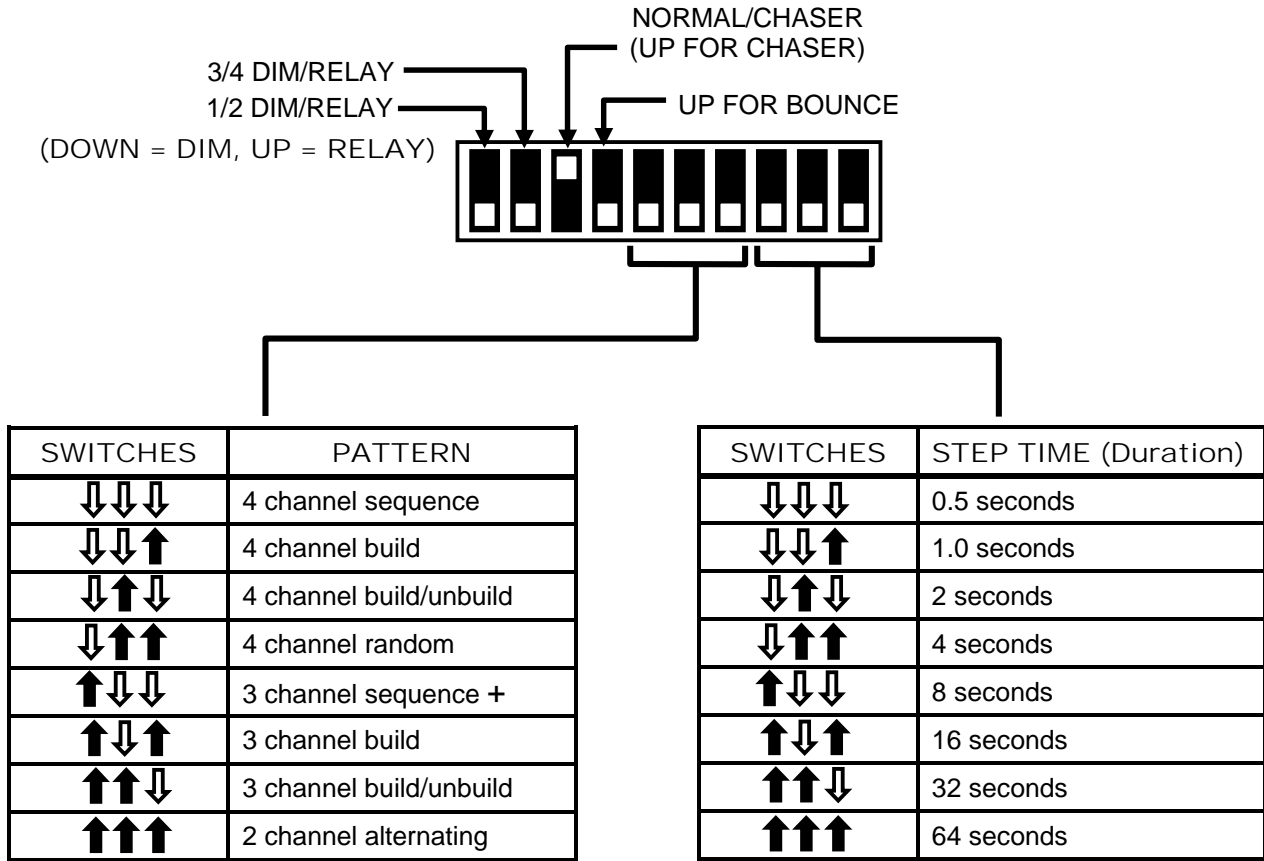 NORMAL/CHASER
(UP FOR CHASER)
3/4 DIM/RELAY
1/2 DIM/RELAY
UP FOR BOUNCE
(DOWN = DIM, UP = RELAY)
SWITCHES PATTERN
⇩⇩⇩ 4 channel sequence
⇩⇩⬆ 4 channel build
⇩⬆⇩ 4 channel build/unbuild
⇩⬆⬆ 4 channel random
⬆⇩⇩ 3 channel sequence +
⬆⇩⬆ 3 channel build
⬆⬆⇩ 3 channel build/unbuild
⬆⬆⬆ 2 channel alternating
SWITCHES STEP TIME (Duration)
⇩⇩⇩ 0.5 seconds
⇩⇩⬆ 1.0 seconds
⇩⬆⇩ 2 seconds
⇩⬆⬆ 4 seconds
⬆⇩⇩ 8 seconds
⬆⇩⬆ 16 seconds
⬆⬆⇩ 32 seconds
⬆⬆⬆ 64 seconds